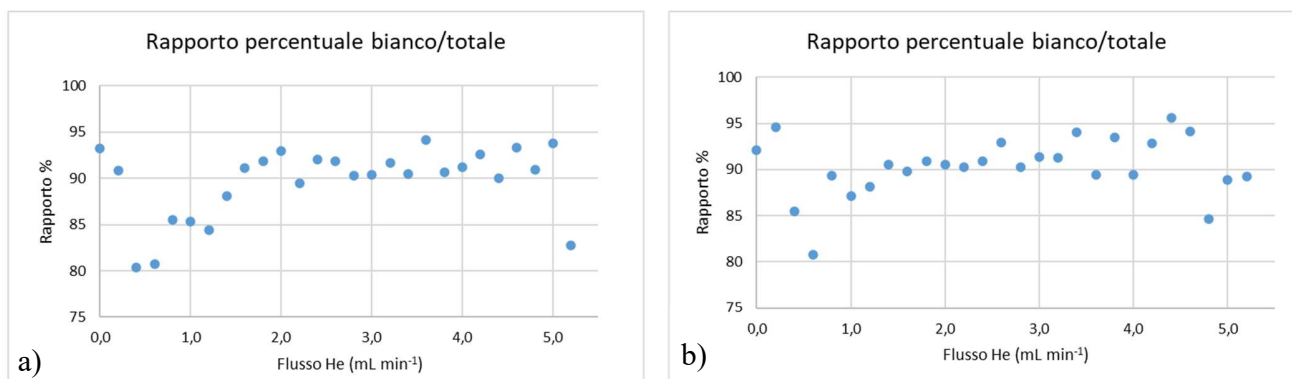 Rapporto percentuale bianco/totale
100
95
90
85
80
75
Rapporto %
0,0 1,0 2,0 3,0 4,0 5,0
Flusso He (mL min⁻¹)
a)
Rapporto percentuale bianco/totale
100
95
90
85
80
75
Rapporto %
0,0 1,0 2,0 3,0 4,0 5,0
Flusso He (mL min⁻¹)
b)